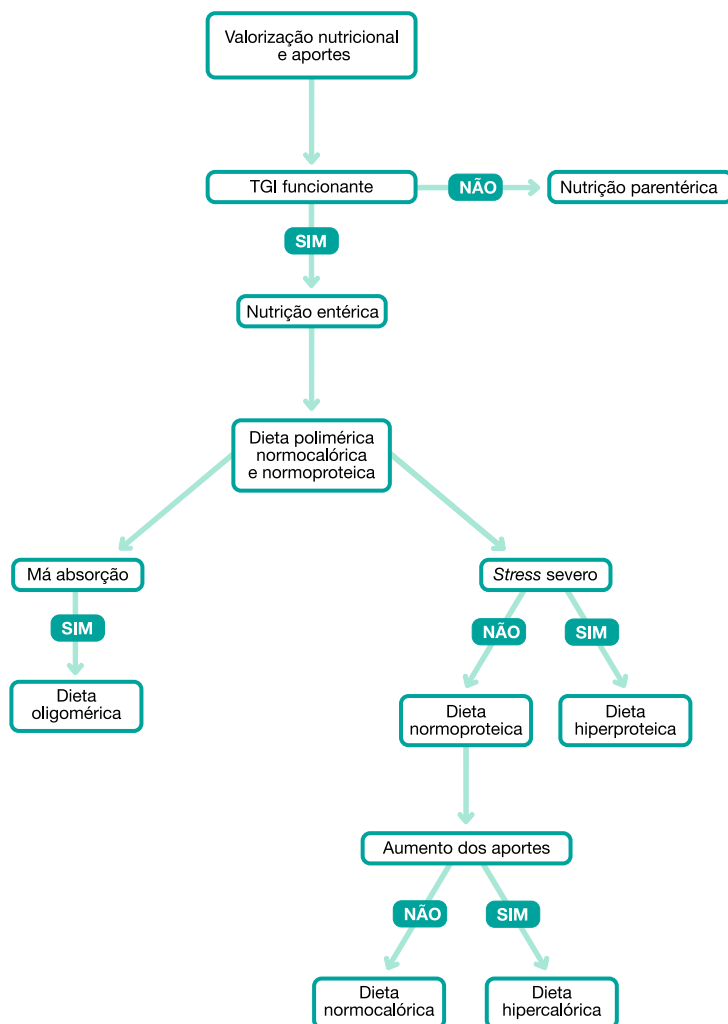 Valorização nutricional
e aportes
TGI funcionante
NÃO
Nutrição parentérica
SIM
Nutrição entérica
Dieta polimérica
normocalórica
e normoproteica
Má absorção
Stress severo
SIM
NÃO
SIM
Dieta
oligomérica
Dieta
normoproteica
Dieta
hiperproteica
Aumento dos aportes
NÃO
SIM
Dieta
normocalórica
Dieta
hipercalórica